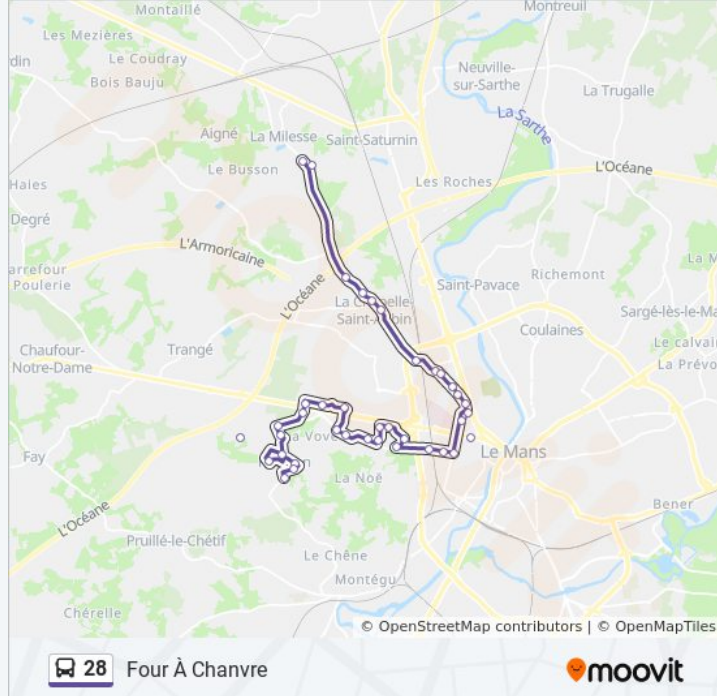 Montaillé
Montreuil
Les Mezières
Le Coudray
Bois Bauju
Neuville-
sur-Sarthe
La Trugalle
La Sarthe
Aigné
La Milesse
Saint-Saturnin
Le Busson
Les Roches
L'Océane
Haies
Degré
L'Armoricaine
Carrefour
Poulerie
L'Océane
Saint-Pavace
Richemont
La Chapelle
Saint-Aubin
Sargé-lès-le-Ma
Coulaines
Le calvair
La Prévo
Chaufour-
Notre-Dame
Trangé
La Vove
Le Mans
Fay
La Noë
L'Océane
Bener
Pruillé-le-Chétif
Le Chêne
Montégu
Chérelle
© OpenStreetMap contributors | © OpenMapTiles
28 Four À Chanvre
moovit